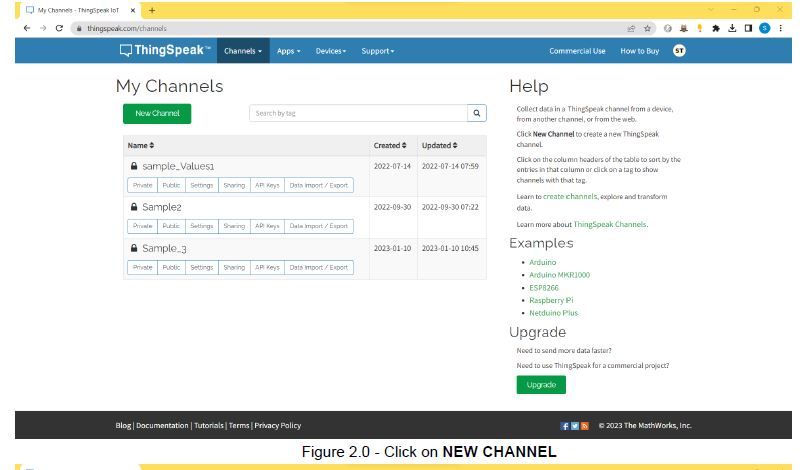 My Channels - ThingSpeak IoT
thingspeak.com/channels
S
ThingSpeak™ Channels Apps Devices Support Commercial Use How to Buy ST
My Channels
New Channel Search by tag
Name Created Updated
sample_Values1 2022-07-14 2022-07-14 07:59
Private Public Settings Sharing API Keys Data Import / Export
Sample2 2022-09-30 2022-09-30 07:22
Private Public Settings Sharing API Keys Data Import / Export
Sample_3 2023-01-10 2023-01-10 10:45
Private Public Settings Sharing API Keys Data Import / Export
Help
Collect data in a ThingSpeak channel from a device,
from another channel, or from the web.
Click New Channel to create a new ThingSpeak
channel.
Click on the column headers of the table to sort by the
entries in that column or click on a tag to show
channels with that tag.
Learn to create channels, explore and transform
data.
Learn more about ThingSpeak Channels.
Examples
• Arduino
• Arduino MKR1000
• ESP8266
• Raspberry Pi
• Netduino Plus
Upgrade
Need to send more data faster?
Need to use ThingSpeak for a commercial project?
Upgrade
Blog | Documentation | Tutorials | Terms | Privacy Policy © 2023 The MathWorks, Inc.
Figure 2.0 - Click on NEW CHANNEL